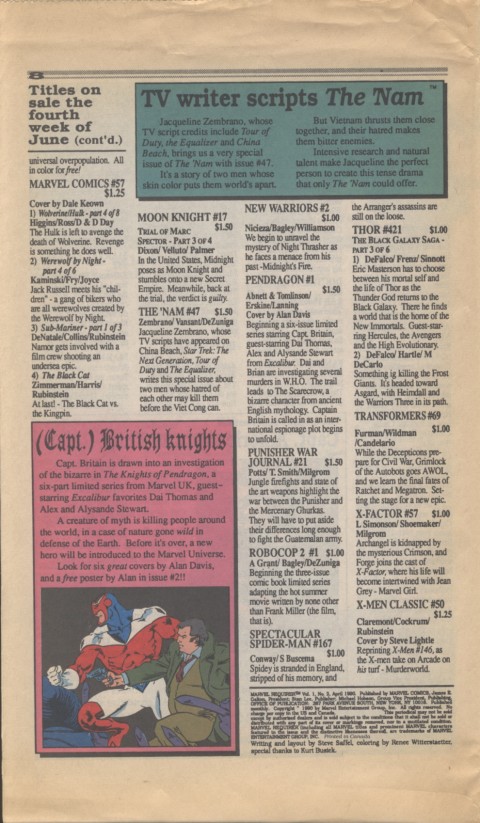 8
Titles on
sale the
fourth
week of
June (cont'd.)
universal overpopulation. All
in color for free!
MARVEL COMICS #57
$1.25
Cover by Dale Keown
1) Wolverine/Hulk - part 4 of 8
Higgins/Ross/D & D Day
The Hulk is left to avenge the
death of Wolverine. Revenge
is something he does well.
2) Werewolf by Night -
part 4 of 6
Kaminski/Fry/Joyce
Jack Russell meets his "chil-
dren" - a gang of bikers who
are all werewolves created by
the Werewolf by Night.
3) Sub-Mariner - part 1 of 3
DeNatale/Collins/Rubinstein
Namor gets involved with a
film crew shooting an
undersea epic.
4) The Black Cat
Zimmerman/Harris/
Rubinstein
At last! - The Black Cat vs.
the Kingpin.
TV writer scripts The Nam™
Jacqueline Zembrano, whose
TV script credits include Tour of
Duty, the Equalizer and China
Beach, brings us a very special
issue of The Nam with issue #47.
It's a story of two men whose
skin color puts them world's apart.
But Vietnam thrusts them close
together, and their hatred makes
them bitter enemies.
Intensive research and natural
talent make Jacqueline the perfect
person to create this tense drama
that only The Nam could offer.
MOON KNIGHT #17
$1.50
TRIAL OF MARC
SPECTOR - PART 3 OF 4
Dixon/ Velluto/ Palmer
In the United States, Midnight
poses as Moon Knight and
stumbles onto a new Secret
Empire. Meanwhile, back at
the trial, the verdict is guilty.
THE 'NAM #47 $1.50
Zembrano/ Vansant/DeZuniga
Jacqueline Zembrano, whose
TV scripts have appeared on
China Beach, Star Trek: The
Next Generation, Tour of
Duty and The Equalizer,
writes this special issue about
two men whose hatred of
each other may kill them
before the Viet Cong can.
(Capt.) British knights
Capt. Britain is drawn into an investigation
of the bizarre in The Knights of Pendragon, a
six-part limited series from Marvel UK, guest-
starring Excalibur favorites Dai Thomas and
Alex and Alysande Stewart.
A creature of myth is killing people around
the world, in a case of nature gone wild in
defense of the Earth. Before it's over, a new
hero will be introduced to the Marvel Universe.
Look for six great covers by Alan Davis,
and a free poster by Alan in issue #2!!
NEW WARRIORS #2
$1.00
Nicieza/Bagley/Williamson
We begin to unravel the
mystery of Night Thrasher as
he faces a menace from his
past -Midnight's Fire.
PENDRAGON #1
$1.50
Abnett & Tomlinson/
Erskine/Lanning
Cover by Alan Davis
Beginning a six-issue limited
series starring Capt. Britain,
guest-starring Dai Thomas,
Alex and Alysande Stewart
from Excalibur. Dai and
Brian are investigating several
murders in W.H.O. The trail
leads to The Scarecrow, a
bizarre character from ancient
English mythology. Captain
Britain is called in as an inter-
national espionage plot begins
to unfold.
PUNISHER WAR
JOURNAL #21 $1.50
Potts/ T. Smith/Milgrom
Jungle firefights and state of
the art weapons highlight the
war between the Punisher and
the Mercenary Ghurkas.
They will have to put aside
their differences long enough
to fight the Guatemalan army.
ROBOCOP 2 #1 $1.00
A Grant/ Bagley/DeZuniga
Beginning the three-issue
comic book limited series
adapting the hot summer
movie written by none other
than Frank Miller (the film,
that is).
SPECTACULAR
SPIDER-MAN #167
$1.00
Conway/ S Buscema
Spidey is stranded in England,
stripped of his memory, and
the Arranger's assassins are
still on the loose.
THOR #421 $1.00
THE BLACK GALAXY SAGA -
PART 3 OF 6
1) DeFalco/ Frenz/ Sinnott
Eric Masterson has to choose
between his mortal self and
the life of Thor as the
Thunder God returns to the
Black Galaxy. There he finds
a world that is the home of the
New Immortals. Guest-star-
ring Hercules, the Avengers
and the High Evolutionary.
2) DeFalco/ Hartle/ M
DeCarlo
Something is killing the Frost
Giants. It's headed toward
Asgard, with Heimdall and
the Warriors Three in its path.
TRANSFORMERS #69
$1.00
Furman/Wildman
/Candelario
While the Decepticons pre-
pare for Civil War, Grimlock
of the Autobots goes AWOL,
and we learn the final fates of
Ratchet and Megatron. Set-
ting the stage for a new epic.
X-FACTOR #57 $1.00
L Simonson/ Shoemaker/
Milgrom
Archangel is kidnapped by
the mysterious Crimson, and
Forge joins the cast of
X-Factor, where his life will
become intertwined with Jean
Grey - Marvel Girl.
X-MEN CLASSIC #50
$1.25
Claremont/Cockrum/
Rubinstein
Cover by Steve Lightle
Reprinting X-Men #146, as
the X-men take on Arcade on
his turf - Murderworld.
Writing and layout by Steve Saffel, coloring by Renee Witterstaetter,
special thanks to Kurt Busiek.